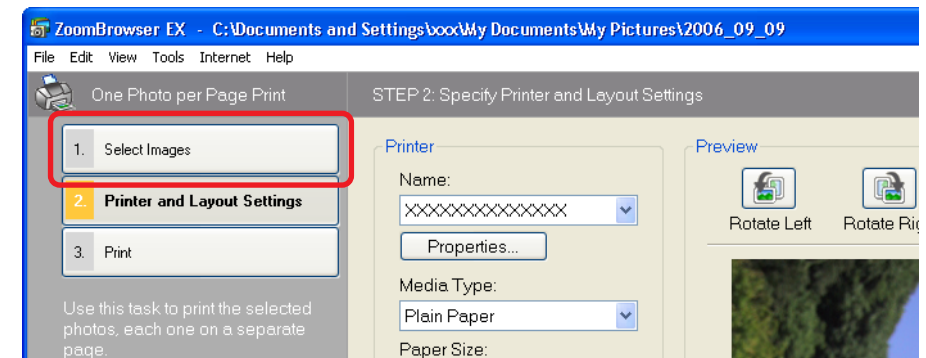 ZoomBrowser EX - C:\Documents and Settings\xxx\My Documents\My Pictures\2006_09_09
File Edit View Tools Internet Help
One Photo per Page Print
STEP 2: Specify Printer and Layout Settings
1. Select Images
2. Printer and Layout Settings
3. Print
Use this task to print the selected
photos, each one on a separate
page.
Printer
Name:
XXXXXXXXXXXXXX
Properties...
Media Type:
Plain Paper
Paper Size:
Preview
Rotate Left Rotate Rig